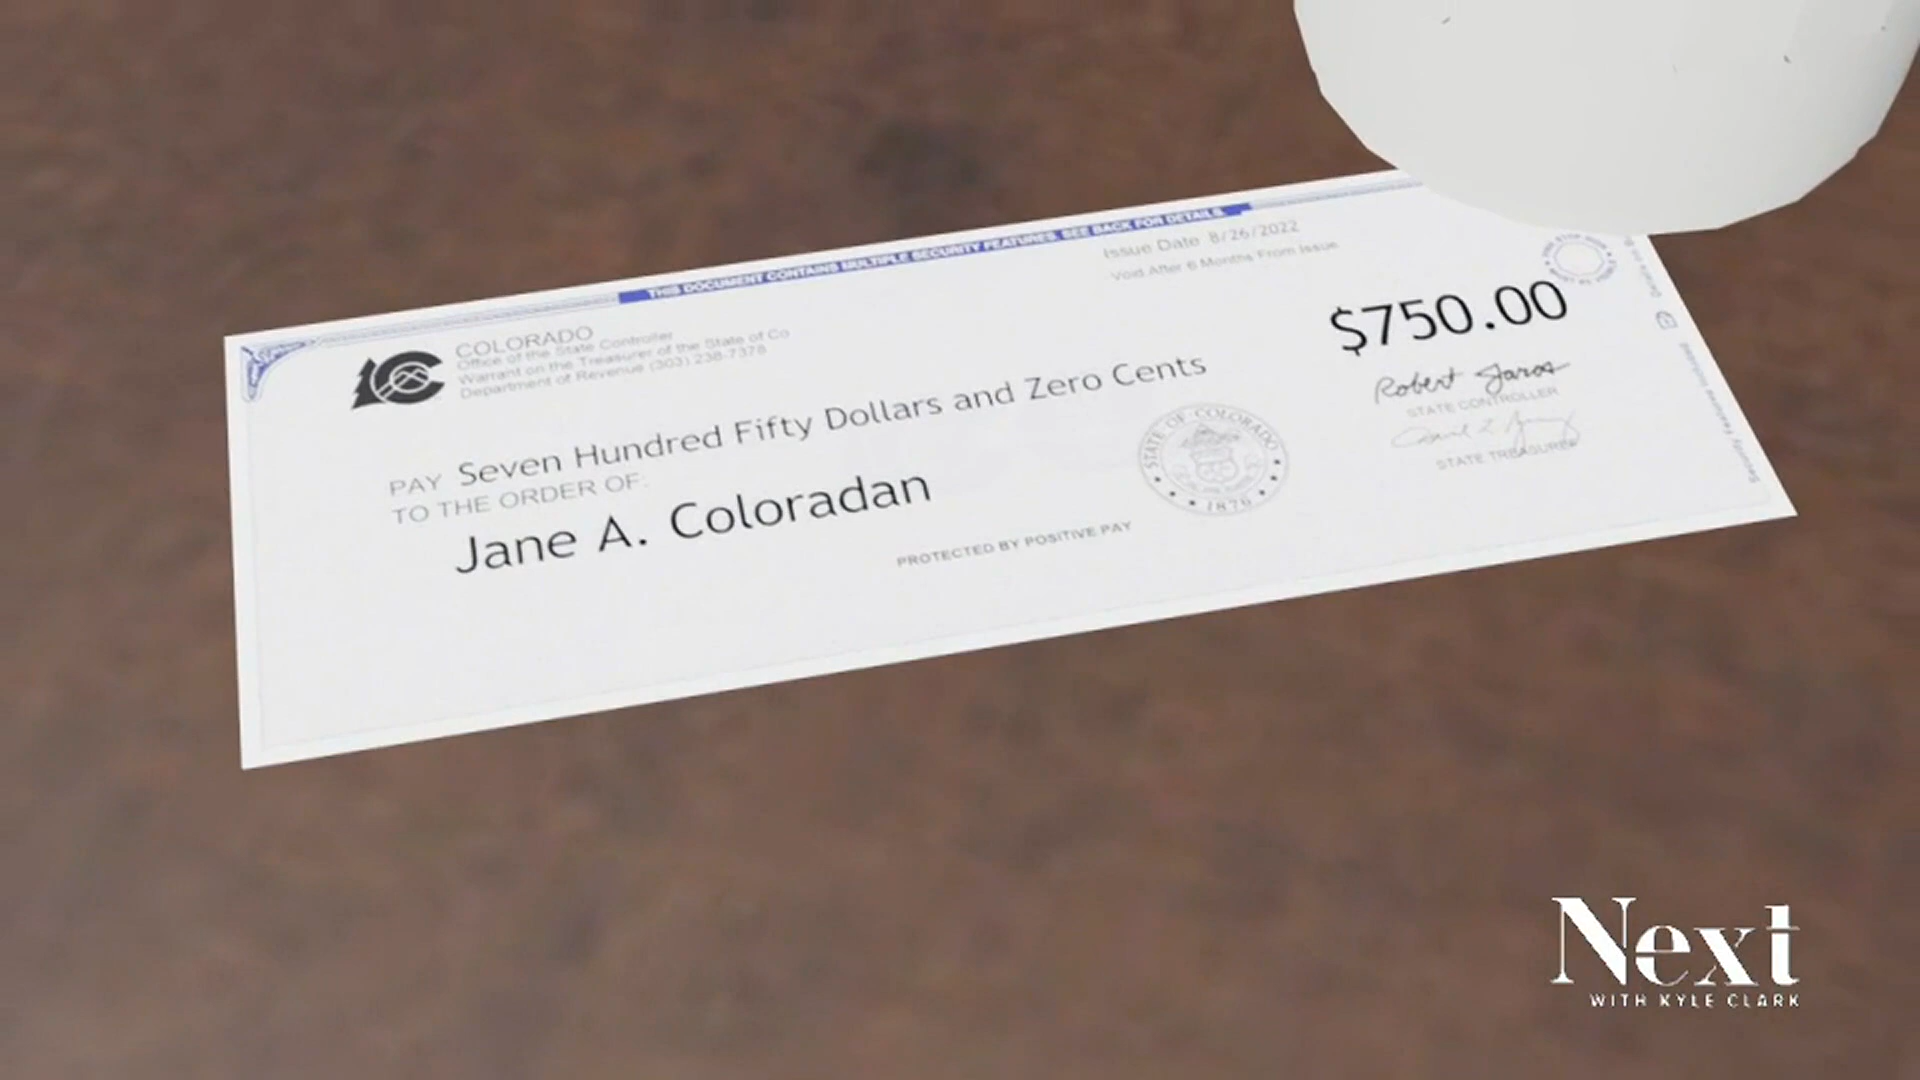 THIS DOCUMENT CONTAINS MULTIPLE SECURITY FEATURES. SEE BACK FOR DETAILS.
Issue Date 8/26/2022
Void After 6 Months From Issue
COLORADO
Office of the State Controller
Warrant on the Treasurer of the State of Co
Department of Revenue (303) 238-7378
$750.00
PAY Seven Hundred Fifty Dollars and Zero Cents
TO THE ORDER OF:
Jane A. Coloradan
Robert Jaros
STATE CONTROLLER
STATE TREASURER
STATE OF COLORADO
1876
PROTECTED BY POSITIVE PAY
Security Features Included
Next
WITH KYLE CLARK